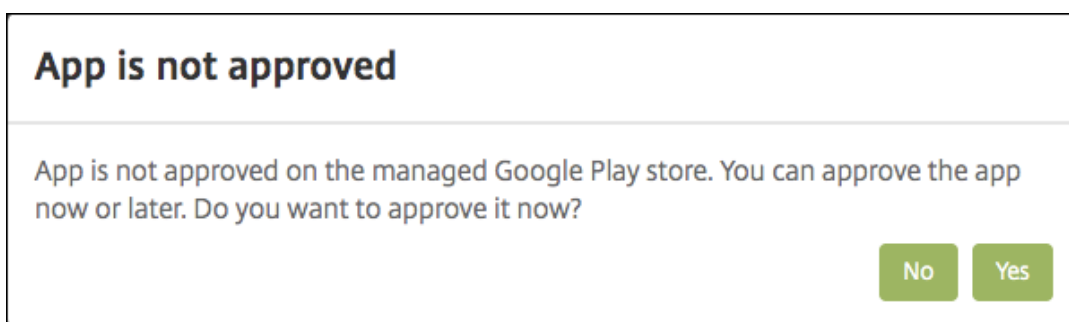 App is not approved
App is not approved on the managed Google Play store. You can approve the app
now or later. Do you want to approve it now?
No Yes